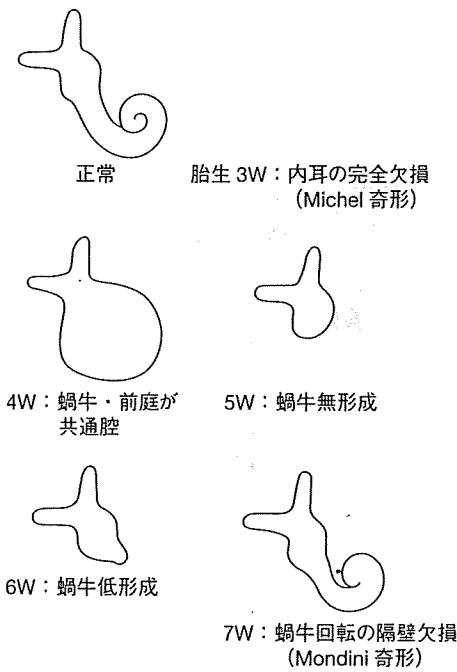 正常
胎生 3W：内耳の完全欠損
（Michel 奇形）
4W：蝸牛・前庭が
共通腔
5W：蝸牛無形成
6W：蝸牛低形成
7W：蝸牛回転の隔壁欠損
（Mondini 奇形）